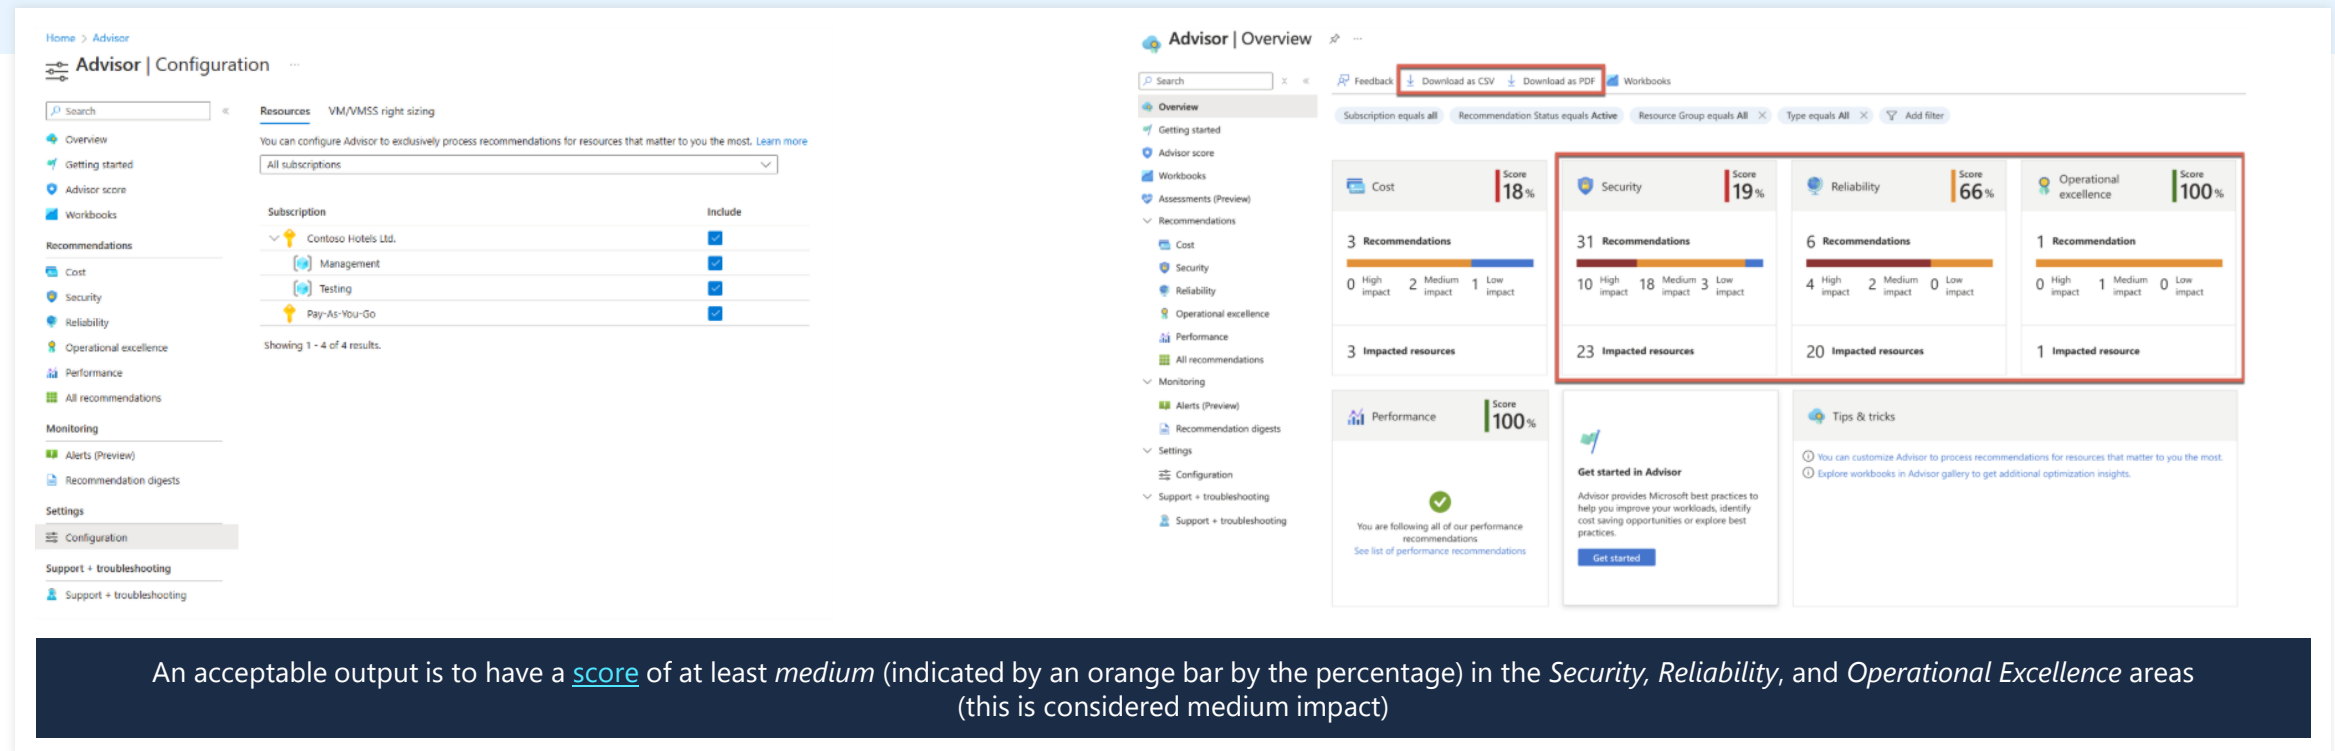 Home > Advisor
Advisor | Configuration ...
Search «
Overview
Getting started
Advisor score
Workbooks
Recommendations
Cost
Security
Reliability
Operational excellence
Performance
All recommendations
Monitoring
Alerts (Preview)
Recommendation digests
Settings
Configuration
Support + troubleshooting
Support + troubleshooting
Resources VM/VMSS right sizing
You can configure Advisor to exclusively process recommendations for resources that matter to you the most. Learn more
All subscriptions
Subscription Include
Contoso Hotels Ltd.
Management
Testing
Pay-As-You-Go
Showing 1 - 4 of 4 results.
Advisor | Overview ...
Search × «
Overview
Getting started
Advisor score
Workbooks
Assessments (Preview)
Recommendations
Cost
Security
Reliability
Operational excellence
Performance
All recommendations
Monitoring
Alerts (Preview)
Recommendation digests
Settings
Configuration
Support + troubleshooting
Support + troubleshooting
Feedback Download as CSV Download as PDF Workbooks
Subscription equals all Recommendation Status equals Active Resource Group equals All × Type equals All × Add filter
Cost
Score
18%
3 Recommendations
0 High impact 2 Medium impact 1 Low impact
3 Impacted resources
Security
Score
19%
31 Recommendations
10 High impact 18 Medium impact 3 Low impact
23 Impacted resources
Reliability
Score
66%
6 Recommendations
4 High impact 2 Medium impact 0 Low impact
20 Impacted resources
Operational
excellence
Score
100%
1 Recommendation
0 High impact 1 Medium impact 0 Low impact
1 Impacted resource
Performance
Score
100%
You are following all of our performance
recommendations
See list of performance recommendations
Get started in Advisor
Advisor provides Microsoft best practices to
help you improve your workloads, identify
cost saving opportunities or explore best
practices.
Get started
Tips & tricks
You can customize Advisor to process recommendations for resources that matter to you the most.
Explore workbooks in Advisor gallery to get additional optimization insights.
An acceptable output is to have a score of at least medium (indicated by an orange bar by the percentage) in the Security, Reliability, and Operational Excellence areas
(this is considered medium impact)